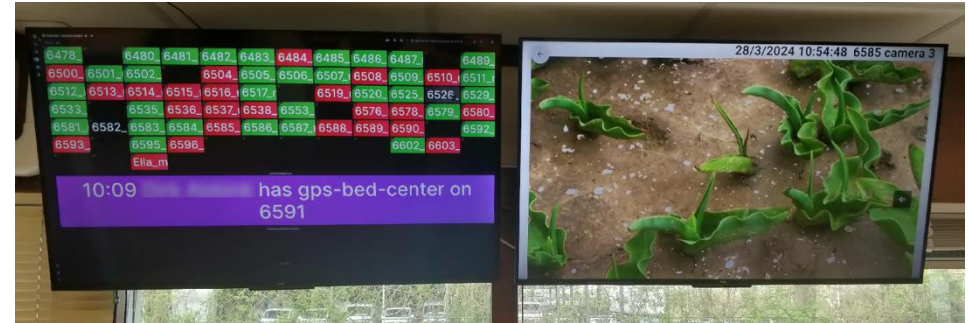 6478_ 6480_ 6481_ 6482_ 6483_ 6484_ 6485_ 6486_ 6487_ 6489_
6500_ 6501_ 6502_ 6504_ 6505_ 6506_ 6507_ 6508_ 6509_ 6510_ 6511_
6512_ 6513_ 6514_ 6515_ 6516_ 6517_ 6519_ 6520_ 6525_ 6526_ 6529_
6533_ 6535_ 6536_ 6537_ 6538_ 6553_ 6576_ 6578_ 6579_ 6580_
6581_ 6582_ 6583_ 6584_ 6585_ 6586_ 6587_ 6588_ 6589_ 6590_ 6592_
6593_ 6595_ 6596_ 6602_ 6603_
Ella_m
10:09 has gps-bed-center on
6591
28/3/2024 10:54:48 6585 camera 3